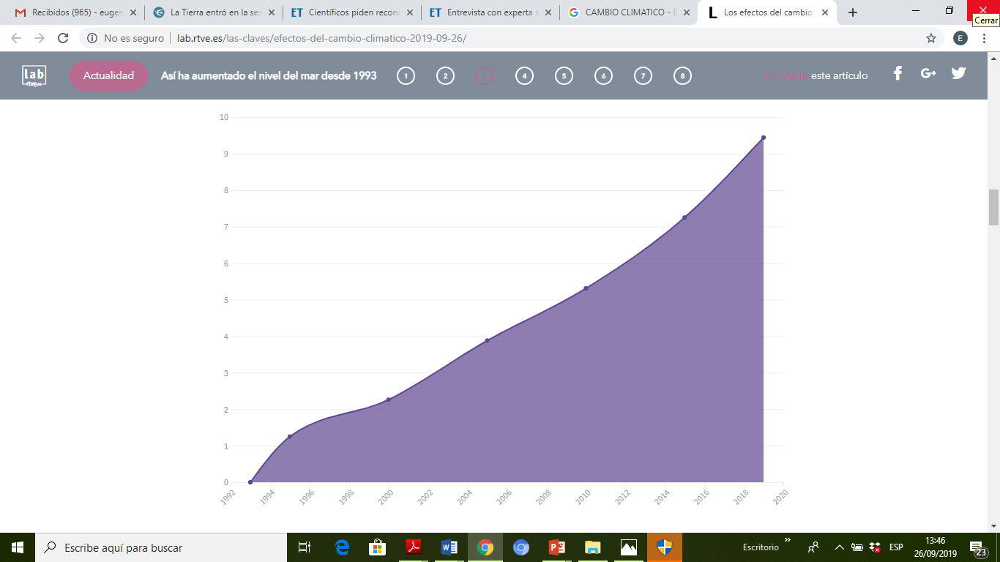 Recibidos (965) - eugen
La Tierra entró en la sex
Científicos piden recono
Entrevista con experta s
CAMBIO CLIMATICO - E
Los efectos del cambio
Cerrar
No es seguro
lab.rtve.es/las-claves/efectos-del-cambio-climatico-2019-09-26/
E
lab
rtve.es
Actualidad
Así ha aumentado el nivel del mar desde 1993
1 2 3 4 5 6 7 8
Comparte este artículo
10
9
8
7
6
5
4
3
2
1
0
1992 1994 1996 1998 2000 2002 2004 2006 2008 2010 2012 2014 2016 2018 2020
Escribe aquí para buscar
Escritorio
ESP
13:46
26/09/2019
23